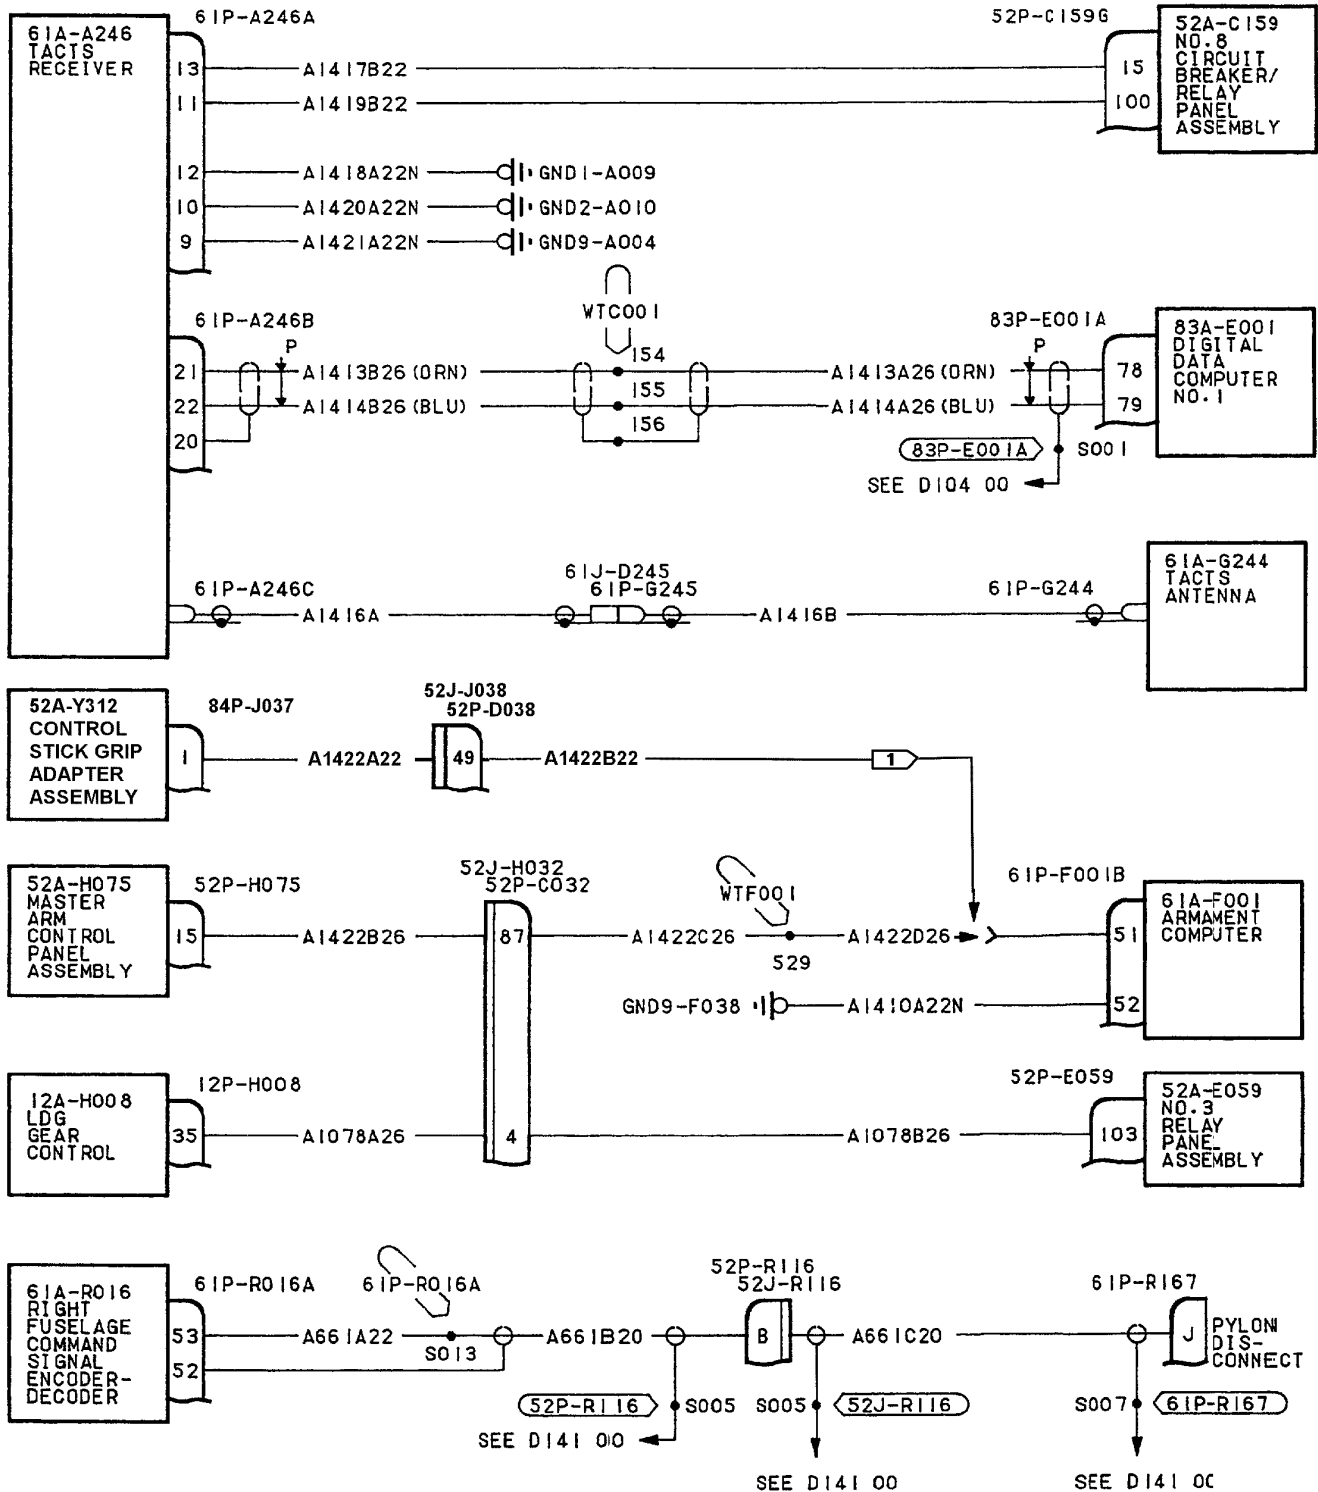 61A-A246
TACTS
RECEIVER
61P-A246A
52P-C159G
52A-C159
NO.8
CIRCUIT
BREAKER/
RELAY
PANEL
ASSEMBLY
13
A1417B22
15
11
A1419B22
100
12
A1418A22N
GND1-A009
10
A1420A22N
GND2-A010
9
A1421A22N
GND9-A004
61P-A246B
WTC001
83P-E001A
83A-E001
DIGITAL
DATA
COMPUTER
NO.1
P
154
P
21
A1413B26 (ORN)
A1413A26 (ORN)
78
155
22
A1414B26 (BLU)
A1414A26 (BLU)
79
156
20
83P-E001A
S001
SEE D104 00
61P-A246C
61J-D245
61P-G245
61P-G244
61A-G244
TACTS
ANTENNA
A1416A
A1416B
52A-Y312
CONTROL
STICK GRIP
ADAPTER
ASSEMBLY
84P-J037
52J-J038
52P-D038
1
A1422A22
49
A1422B22
1
52A-H075
MASTER
ARM
CONTROL
PANEL
ASSEMBLY
52P-H075
52J-H032
52P-C032
WTF001
61P-F001B
61A-F001
ARMAMENT
COMPUTER
15
A1422B26
87
A1422C26
A1422D26
51
529
GND9-F038
A1410A22N
52
12A-H008
LDG
GEAR
CONTROL
12P-H008
52P-E059
52A-E059
NO.3
RELAY
PANEL
ASSEMBLY
35
A1078A26
4
A1078B26
103
61A-R016
RIGHT
FUSELAGE
COMMAND
SIGNAL
ENCODER-
DECODER
61P-R016A
61P-R016A
52P-R116
52J-R116
61P-R167
53
A661A22
A661B20
B
A661C20
J
PYLON
DIS-
CONNECT
S013
52
52P-R116
S005
S005
52J-R116
S007
61P-R167
SEE D141 00
SEE D141 00
SEE D141 00